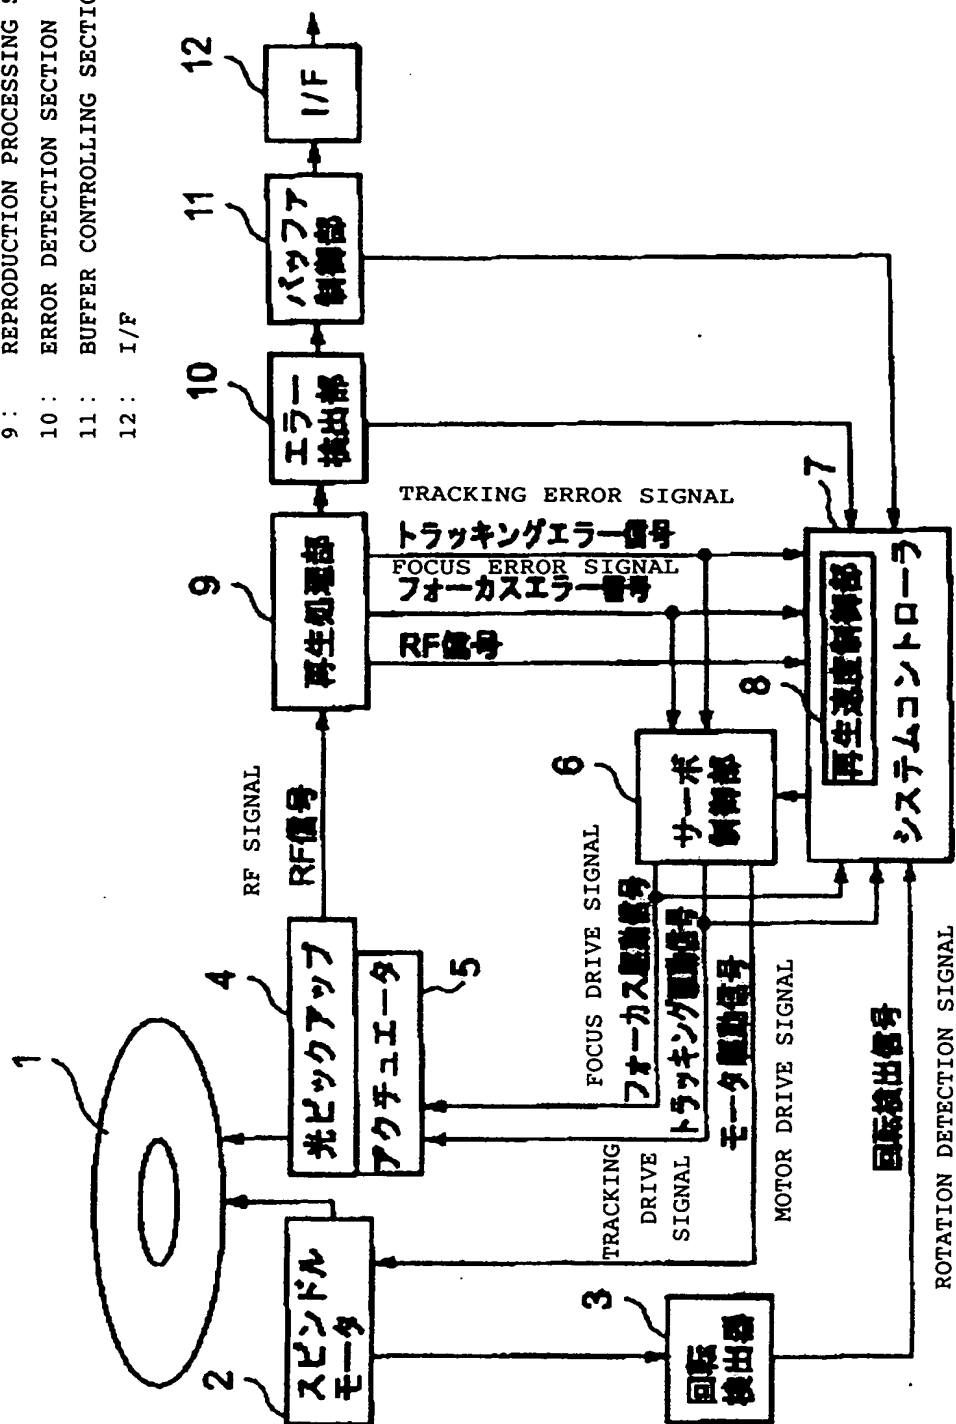 9: REPRODUCTION PROCESSING S
10: ERROR DETECTION SECTION
11: BUFFER CONTROLLING SECTIO
12: I/F
1
2
スピンドル
モータ
3
回転
検出器
4
光ピックアップ
5
アクチュエータ
RF SIGNAL
RF信号
9
再生処理部
10
エラー
検出部
11
バッファ
制御部
12
I/F
TRACKING ERROR SIGNAL
トラッキングエラー信号
FOCUS ERROR SIGNAL
フォーカスエラー信号
RF信号
6
サーボ
制御部
7
8
再生速度制御部
システムコントローラ
FOCUS DRIVE SIGNAL
フォーカス駆動信号
トラッキング駆動信号
TRACKING
DRIVE
SIGNAL
モータ駆動信号
MOTOR DRIVE SIGNAL
回転検出信号
ROTATION DETECTION SIGNAL